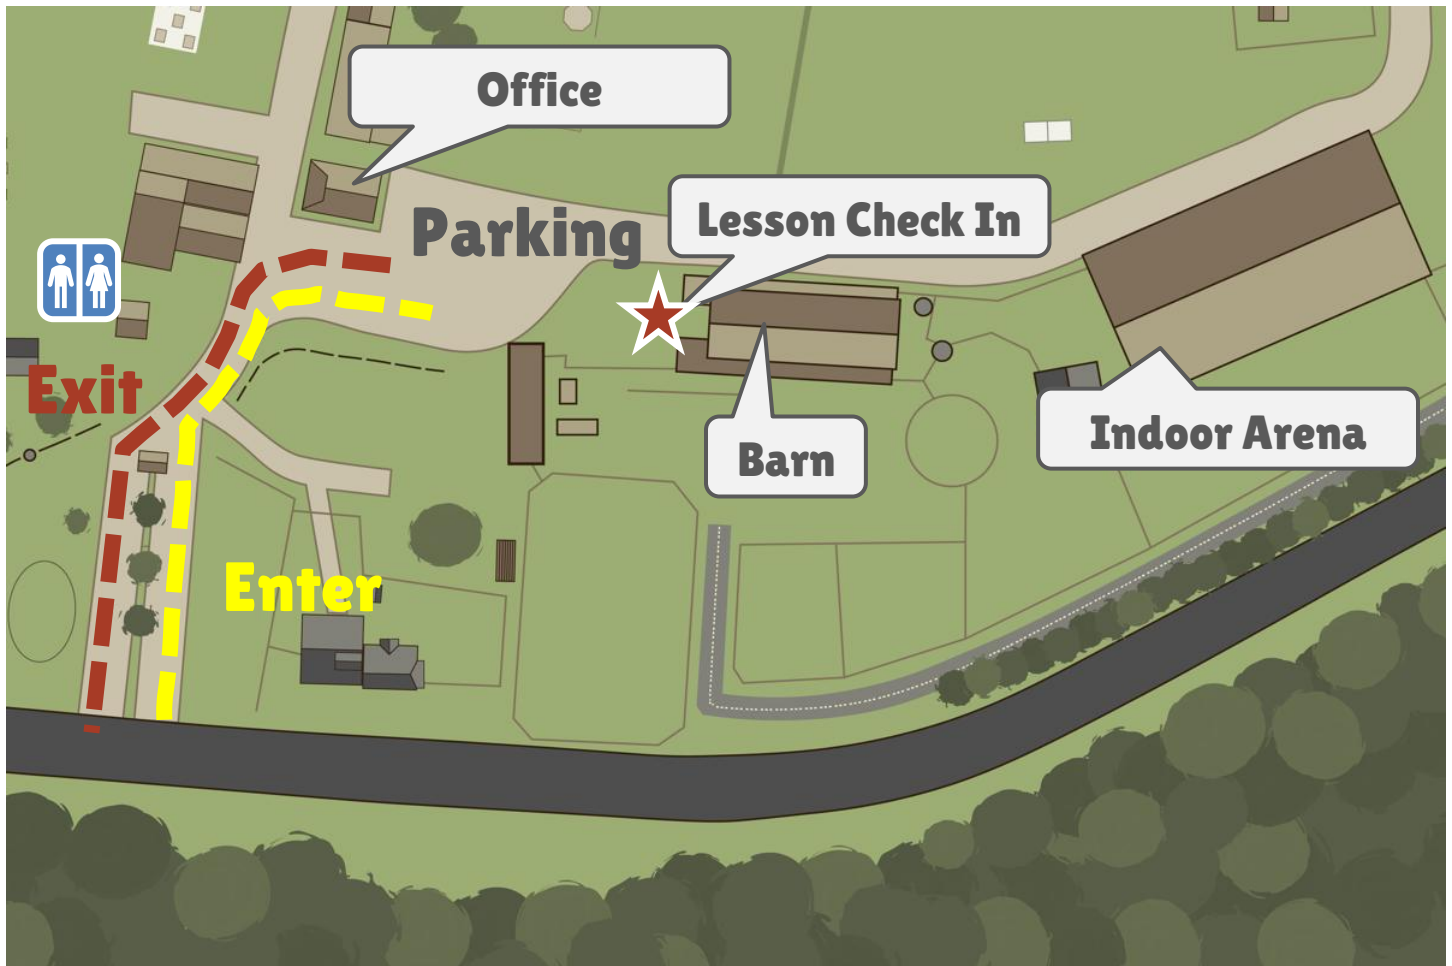 Office
Parking
Lesson Check In
Exit
Barn
Indoor Arena
Enter